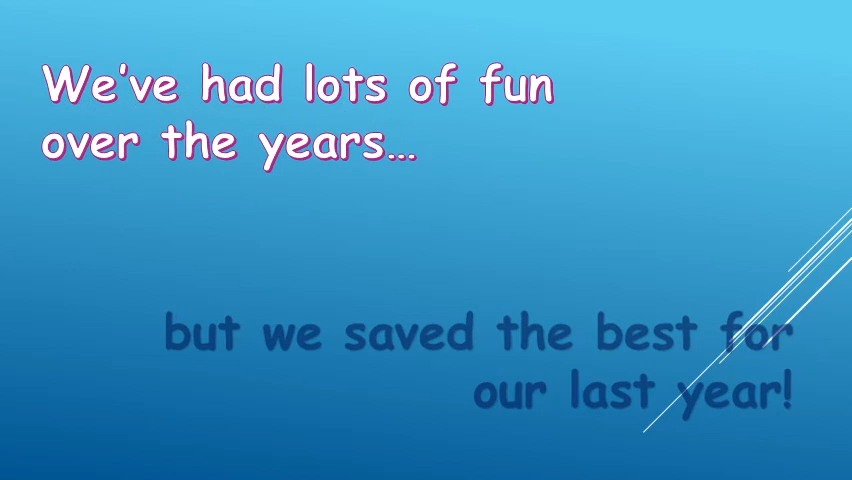 We've had lots of fun
over the years...
but we saved the best for
our last year!